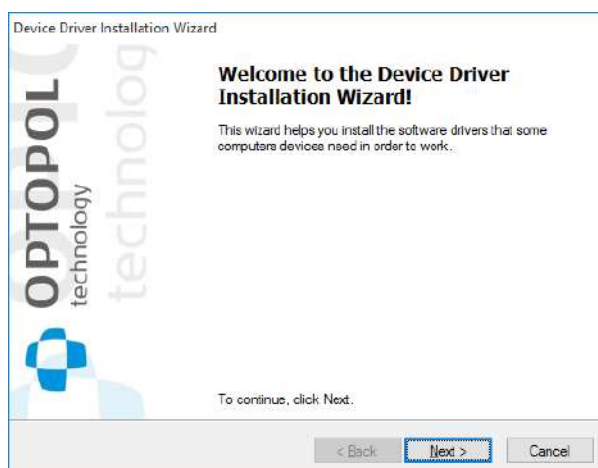 Device Driver Installation Wizard
Welcome to the Device Driver
Installation Wizard!
This wizard helps you install the software drivers that some
computers devices need in order to work.
OPTOPOL
technology
technolog
To continue, click Next.
< Back
Next >
Cancel